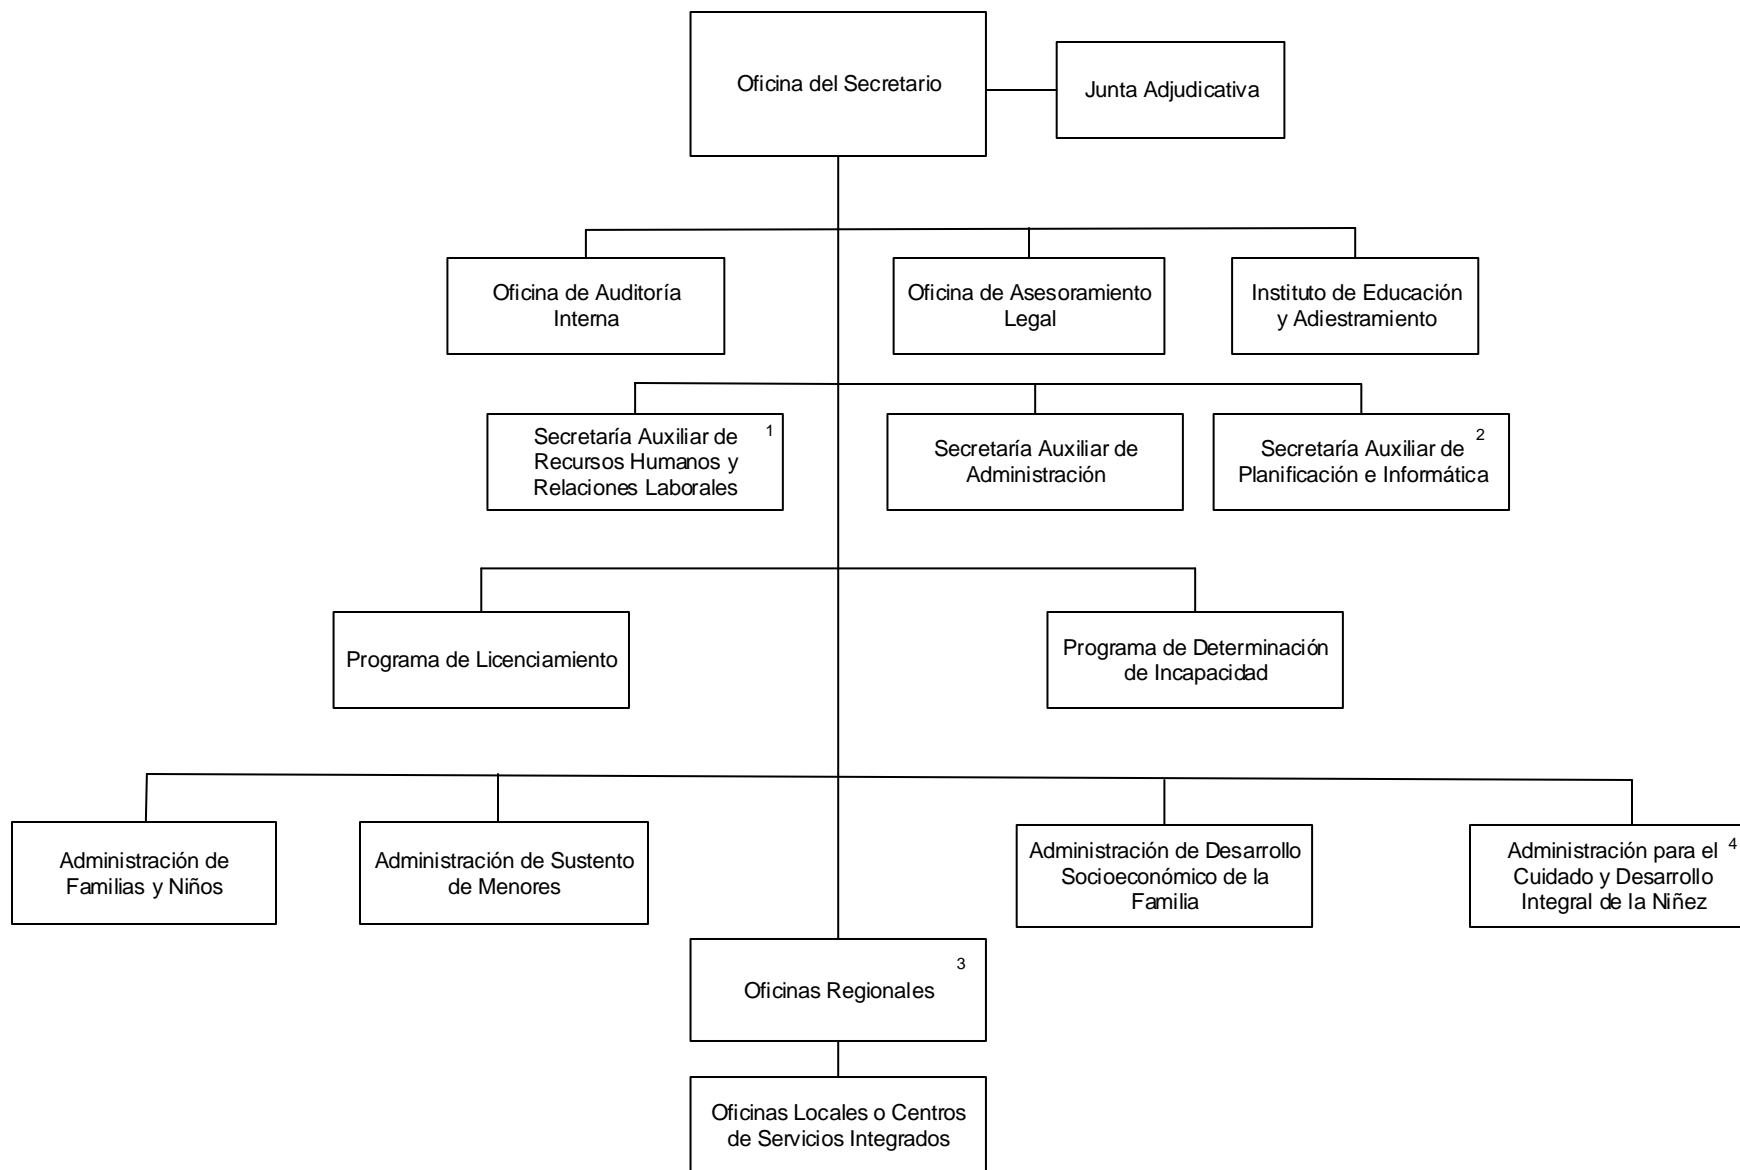 Oficina del Secretario
Junta Adjudicativa
Oficina de Auditoría
Interna
Oficina de Asesoramiento
Legal
Instituto de Educación
y Adiestramiento
Secretaría Auxiliar de 1
Recursos Humanos y
Relaciones Laborales
Secretaría Auxiliar de
Administración
Secretaría Auxiliar de 2
Planificación e Informática
Programa de Licenciamiento
Programa de Determinación
de Incapacidad
Administración de
Familias y Niños
Administración de Sustento
de Menores
Administración de Desarrollo
Socioeconómico de la
Familia
Administración para el 4
Cuidado y Desarrollo
Integral de la Niñez
3
Oficinas Regionales
Oficinas Locales o Centros
de Servicios Integrados